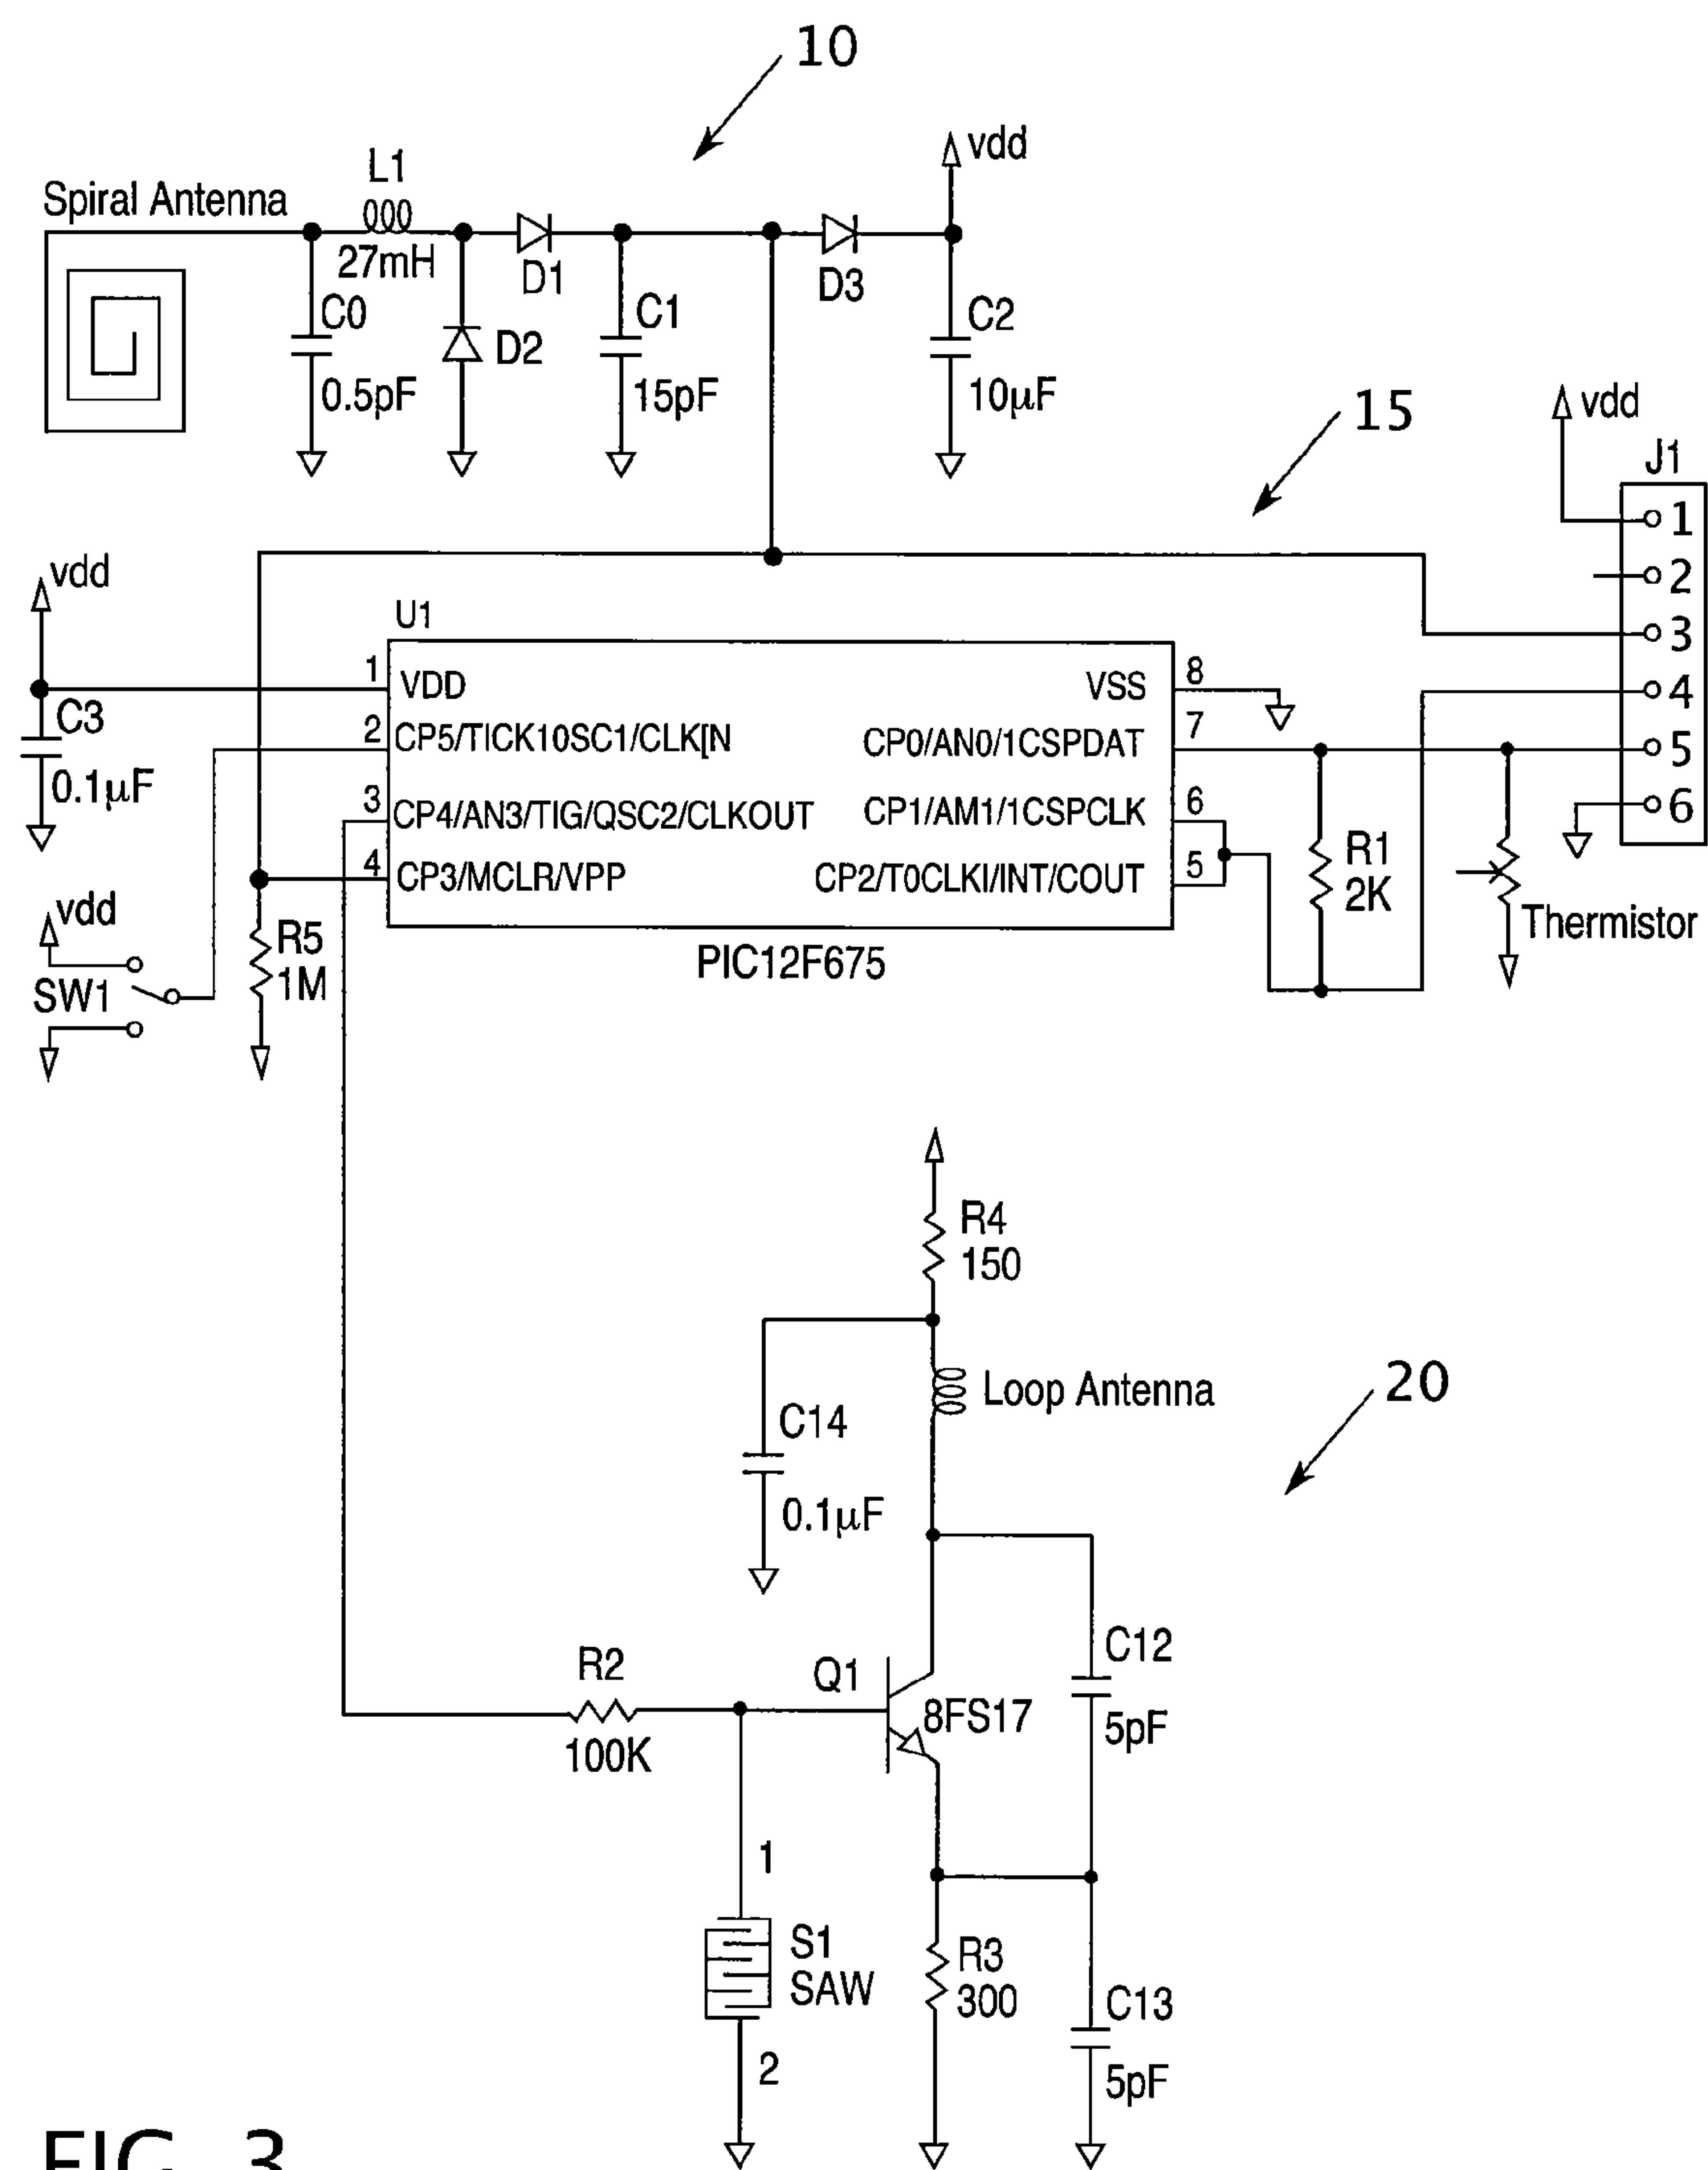 10
vdd
L1
Spiral Antenna
27mH
D1
D3
C0
C1
C2
D2
0.5pF
15pF
10µF
15
vdd
J1
1
2
3
4
5
6
vdd
U1
1
VDD
VSS
8
C3
2
CP5/TICK10SC1/CLK[N
CP0/AN0/1CSPDAT
7
0.1µF
3
CP4/AN3/TIG/QSC2/CLKOUT
CP1/AM1/1CSPCLK
6
4
CP3/MCLR/VPP
CP2/T0CLKI/INT/COUT
5
R1
2K
vdd
R5
1M
SW1
PIC12F675
Thermistor
R4
150
Loop Antenna
20
C14
0.1µF
C12
R2
Q1
8FS17
5pF
100K
1
S1
SAW
R3
300
C13
2
5pF
FIG. 3